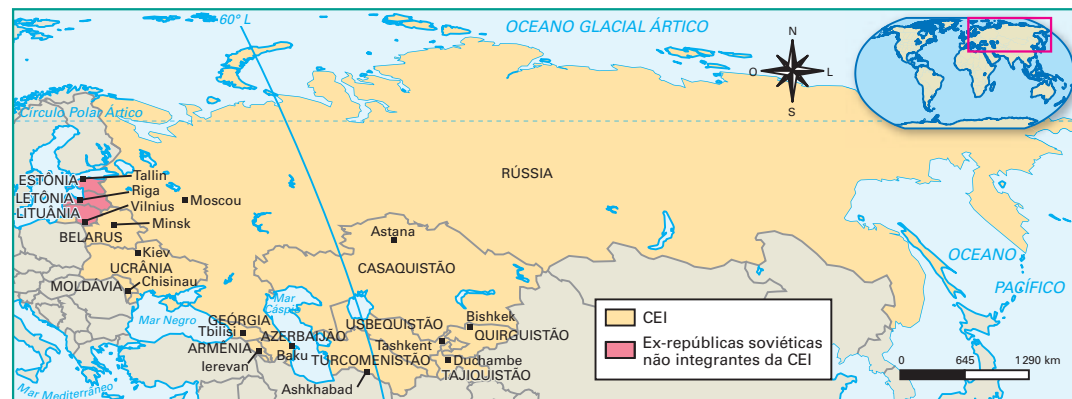 60° L
OCEANO GLACIAL ÁRTICO
N
O
L
S
Círculo Polar Ártico
RÚSSIA
ESTÔNIA
Tallin
LETÔNIA
Riga
LITUÂNIA
Vilnius
Moscou
BELARUS
Minsk
Astana
Kiev
UCRÂNIA
CASAQUISTÃO
MOLDÁVIA
Chisinau
OCEANO
PACÍFICO
Mar Negro
Mar
Cáspio
GEÓRGIA
Tbilisi
AZERBAIJÃO
ARMÊNIA
Baku
Ierevan
USBEQUISTÃO
Bishkek
QUIRGUISTÃO
Tashkent
TURCOMENISTÃO
Duchambe
TAJIQUISTÃO
Ashkhabad
Mar Mediterrâneo
CEI
Ex-repúblicas soviéticas
não integrantes da CEI
0 645 1 290 km